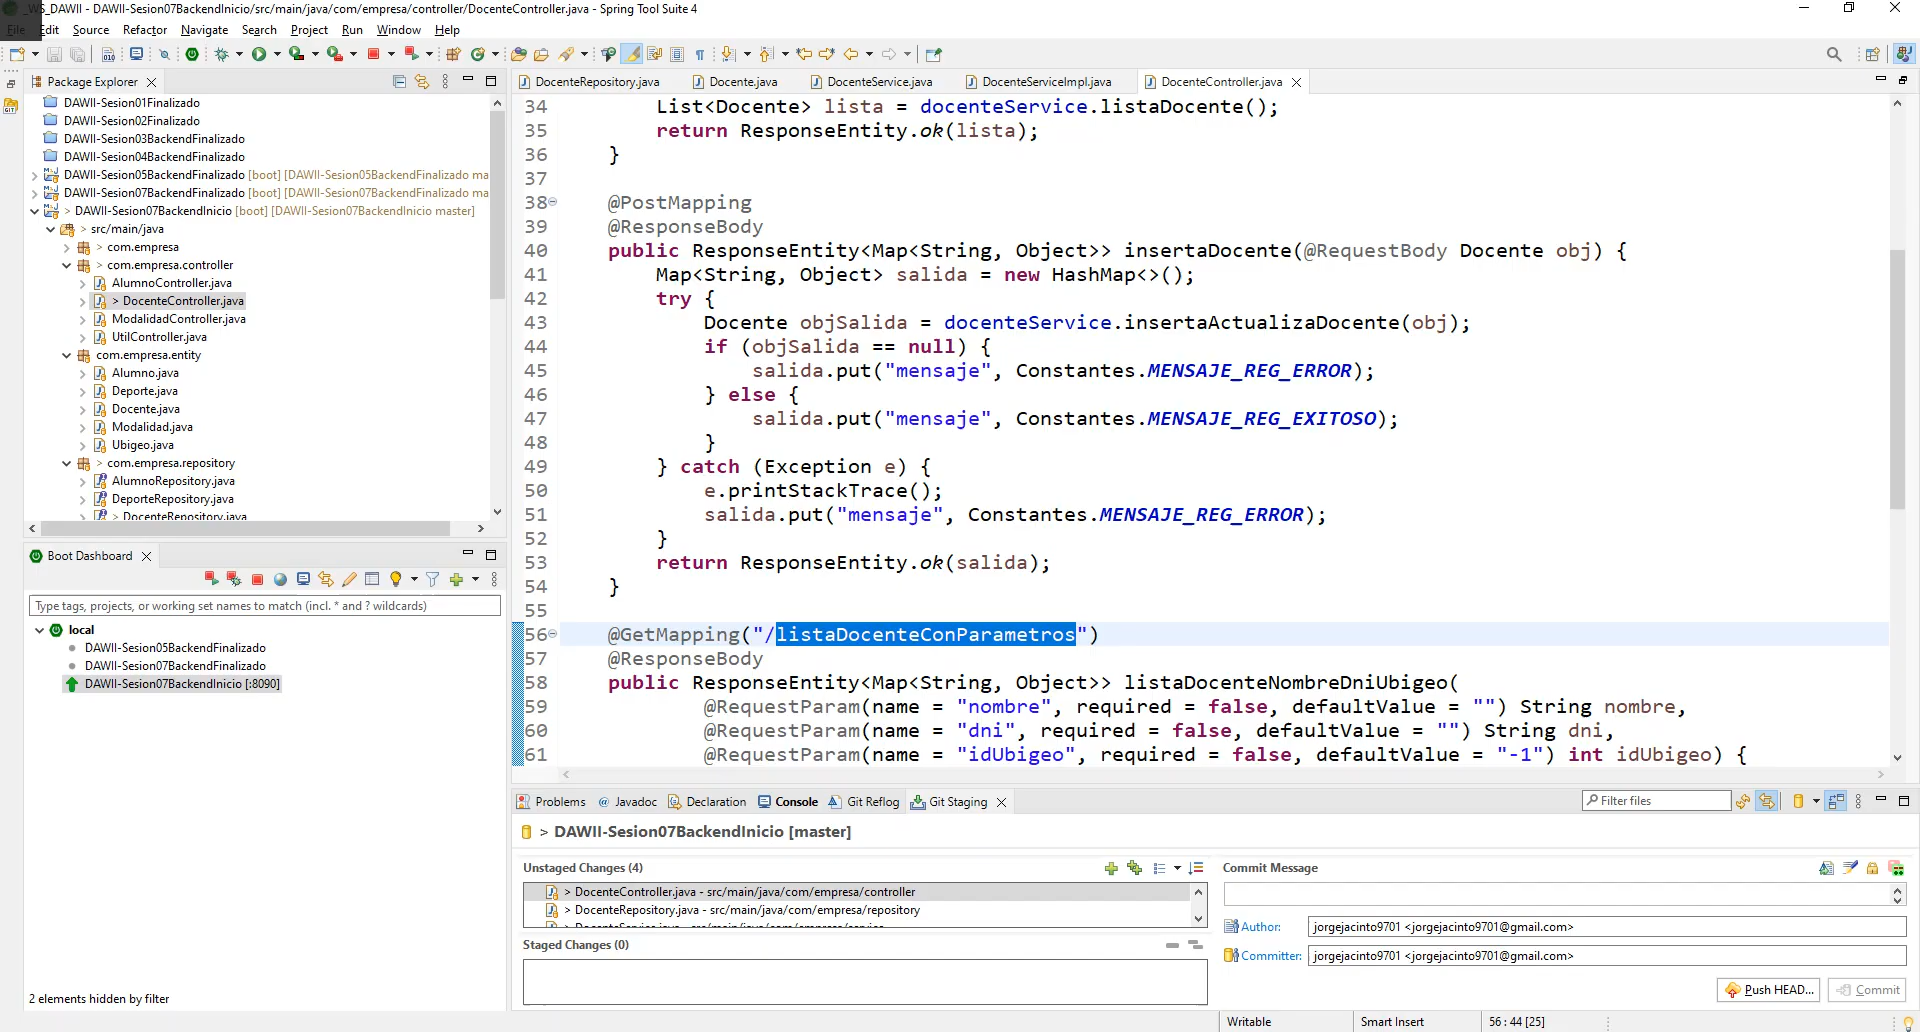 _WS_DAWII - DAWII-Sesion07BackendInicio/src/main/java/com/empresa/controller/DocenteController.java - Spring Tool Suite 4
File Edit Source Refactor Navigate Search Project Run Window Help
Package Explorer
DAWII-Sesion01Finalizado
DAWII-Sesion02Finalizado
DAWII-Sesion03BackendFinalizado
DAWII-Sesion04BackendFinalizado
DAWII-Sesion05BackendFinalizado [boot] [DAWII-Sesion05BackendFinalizado ma
DAWII-Sesion07BackendFinalizado [boot] [DAWII-Sesion07BackendFinalizado ma
> DAWII-Sesion07BackendInicio [boot] [DAWII-Sesion07BackendInicio master]
> src/main/java
> com.empresa
> com.empresa.controller
AlumnoController.java
> DocenteController.java
ModalidadController.java
UtilController.java
com.empresa.entity
Alumno.java
Deporte.java
Docente.java
Modalidad.java
Ubigeo.java
> com.empresa.repository
AlumnoRepository.java
DeporteRepository.java
> DocenteRepository.java
Boot Dashboard
Type tags, projects, or working set names to match (incl. * and ? wildcards)
local
DAWII-Sesion05BackendFinalizado
DAWII-Sesion07BackendFinalizado
DAWII-Sesion07BackendInicio [:8090]
2 elements hidden by filter
DocenteRepository.java Docente.java DocenteService.java DocenteServiceImpl.java DocenteController.java
34 List<Docente> lista = docenteService.listaDocente();
35 return ResponseEntity.ok(lista);
36 }
37
38 @PostMapping
39 @ResponseBody
40 public ResponseEntity<Map<String, Object>> insertaDocente(@RequestBody Docente obj) {
41 Map<String, Object> salida = new HashMap<>();
42 try {
43 Docente objSalida = docenteService.insertaActualizaDocente(obj);
44 if (objSalida == null) {
45 salida.put("mensaje", Constantes.MENSAJE_REG_ERROR);
46 } else {
47 salida.put("mensaje", Constantes.MENSAJE_REG_EXITOSO);
48 }
49 } catch (Exception e) {
50 e.printStackTrace();
51 salida.put("mensaje", Constantes.MENSAJE_REG_ERROR);
52 }
53 return ResponseEntity.ok(salida);
54 }
55
56 @GetMapping("/listaDocenteConParametros")
57 @ResponseBody
58 public ResponseEntity<Map<String, Object>> listaDocenteNombreDniUbigeo(
59 @RequestParam(name = "nombre", required = false, defaultValue = "") String nombre,
60 @RequestParam(name = "dni", required = false, defaultValue = "") String dni,
61 @RequestParam(name = "idUbigeo", required = false, defaultValue = "-1") int idUbigeo) {
Problems @ Javadoc Declaration Console Git Reflog Git Staging
Filter files
> DAWII-Sesion07BackendInicio [master]
Unstaged Changes (4)
> DocenteController.java - src/main/java/com/empresa/controller
> DocenteRepository.java - src/main/java/com/empresa/repository
> DocenteService.java - src/main/java/com/empresa/service
Staged Changes (0)
Commit Message
Author: jorgejacinto9701 <jorgejacinto9701@gmail.com>
Committer: jorgejacinto9701 <jorgejacinto9701@gmail.com>
Push HEAD... Commit
Writable Smart Insert 56 : 44 [25]